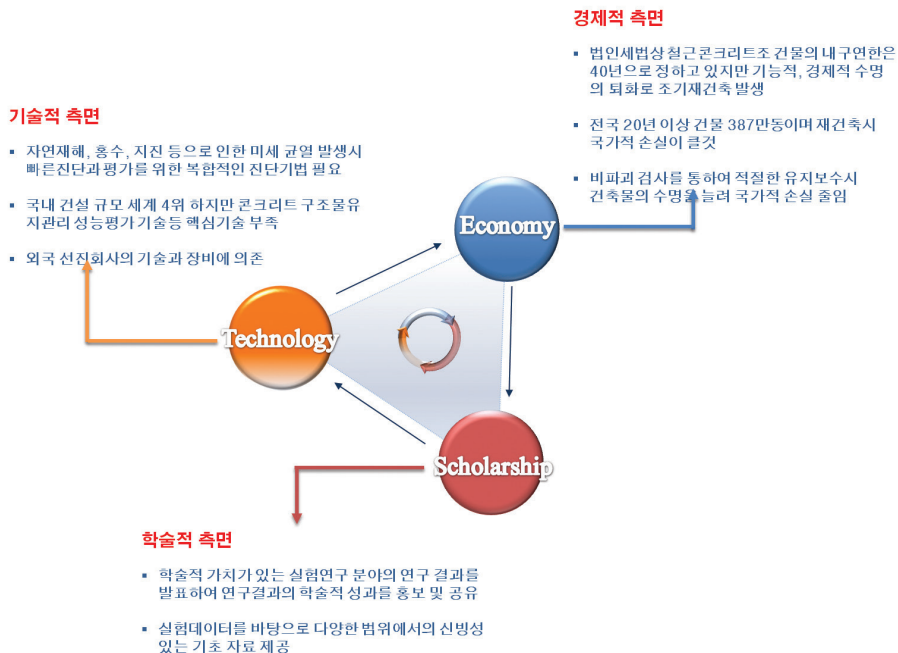 경제적 측면
▪ 법인세법상 철근콘크리트조 건물의 내구연한은
40년으로 정하고 있지만 기능적, 경제적 수명
의 퇴화로 조기재건축 발생
▪ 전국 20년 이상 건물 387만동이며 재건축시
국가적 손실이 클것
▪ 비파괴 검사를 통하여 적절한 유지보수시
건축물의 수명을 늘려 국가적 손실 줄임
Economy
기술적 측면
▪ 자연재해, 홍수, 지진 등으로 인한 미세 균열 발생시
빠른진단과 평가를 위한 복합적인 진단기법 필요
▪ 국내 건설 규모 세계 4위 하지만 콘크리트 구조물유
지관리 성능평가 기술등 핵심기술 부족
▪ 외국 선진회사의 기술과 장비에 의존
Technology
Scholarship
학술적 측면
▪ 학술적 가치가 있는 실험연구 분야의 연구 결과를
발표하여 연구결과의 학술적 성과를 홍보 및 공유
▪ 실험데이터를 바탕으로 다양한 범위에서의 신빙성
있는 기초 자료 제공